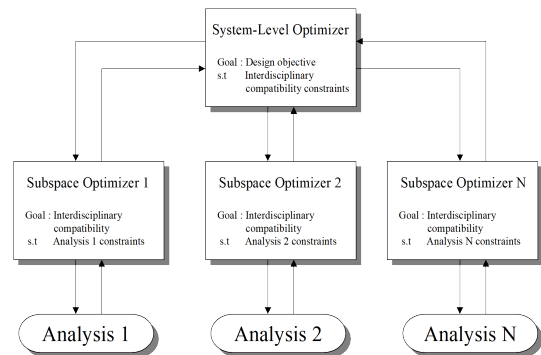 System-Level Optimizer
Goal : Design objective
s.t Interdisciplinary
compatibility constraints
Subspace Optimizer 1
Goal : Interdisciplinary
compatibility
s.t Analysis 1 constraints
Subspace Optimizer 2
Goal : Interdisciplinary
compatibility
s.t Analysis 2 constraints
Subspace Optimizer N
Goal : Interdisciplinary
compatibility
s.t Analysis N constraints
Analysis 1
Analysis 2
Analysis N